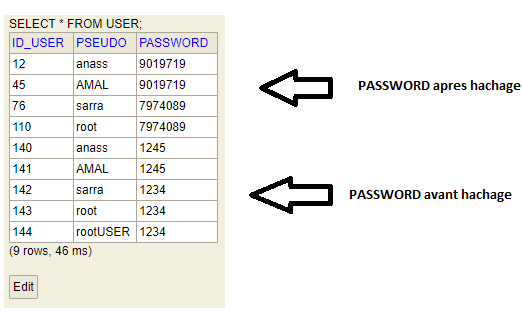 SELECT * FROM USER;
ID_USER PSEUDO PASSWORD
12 anass 9019719
45 AMAL 9019719
76 sarra 7974089
110 root 7974089
140 anass 1245
141 AMAL 1245
142 sarra 1234
143 root 1234
144 rootUSER 1234
(9 rows, 46 ms)
Edit
PASSWORD apres hachage
PASSWORD avant hachage